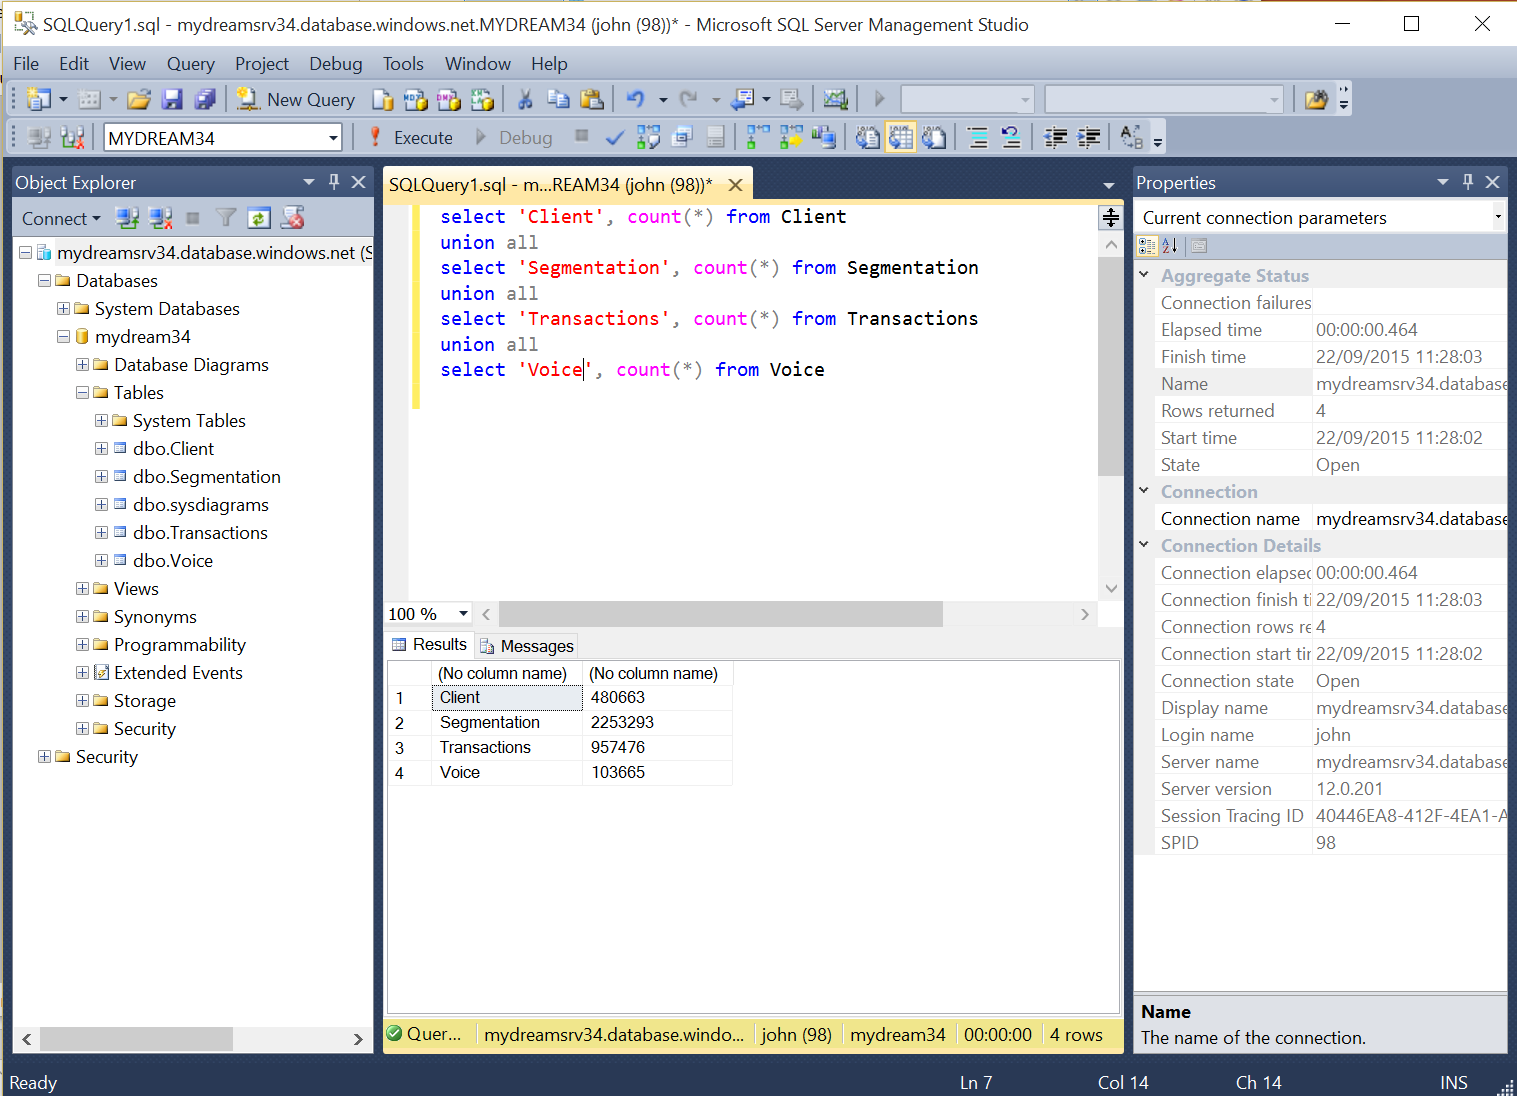 SQLQuery1.sql - mydreamsrv34.database.windows.net.MYDREAM34 (john (98))* - Microsoft SQL Server Management Studio
File Edit View Query Project Debug Tools Window Help
New Query
MYDREAM34 Execute Debug
Object Explorer
Connect
mydreamsrv34.database.windows.net (S
Databases
System Databases
mydream34
Database Diagrams
Tables
System Tables
dbo.Client
dbo.Segmentation
dbo.sysdiagrams
dbo.Transactions
dbo.Voice
Views
Synonyms
Programmability
Extended Events
Storage
Security
Security
SQLQuery1.sql - m...REAM34 (john (98))*
select 'Client', count(*) from Client
union all
select 'Segmentation', count(*) from Segmentation
union all
select 'Transactions', count(*) from Transactions
union all
select 'Voice', count(*) from Voice
100 %
Results Messages
(No column name) (No column name)
1 Client 480663
2 Segmentation 2253293
3 Transactions 957476
4 Voice 103665
Quer... mydreamsrv34.database.windo... john (98) mydream34 00:00:00 4 rows
Properties
Current connection parameters
Aggregate Status
Connection failures
Elapsed time 00:00:00.464
Finish time 22/09/2015 11:28:03
Name mydreamsrv34.database
Rows returned 4
Start time 22/09/2015 11:28:02
State Open
Connection
Connection name mydreamsrv34.database
Connection Details
Connection elapsec 00:00:00.464
Connection finish ti 22/09/2015 11:28:03
Connection rows re 4
Connection start tir 22/09/2015 11:28:02
Connection state Open
Display name mydreamsrv34.database
Login name john
Server name mydreamsrv34.database
Server version 12.0.201
Session Tracing ID 40446EA8-412F-4EA1-A
SPID 98
Name
The name of the connection.
Ready Ln 7 Col 14 Ch 14 INS